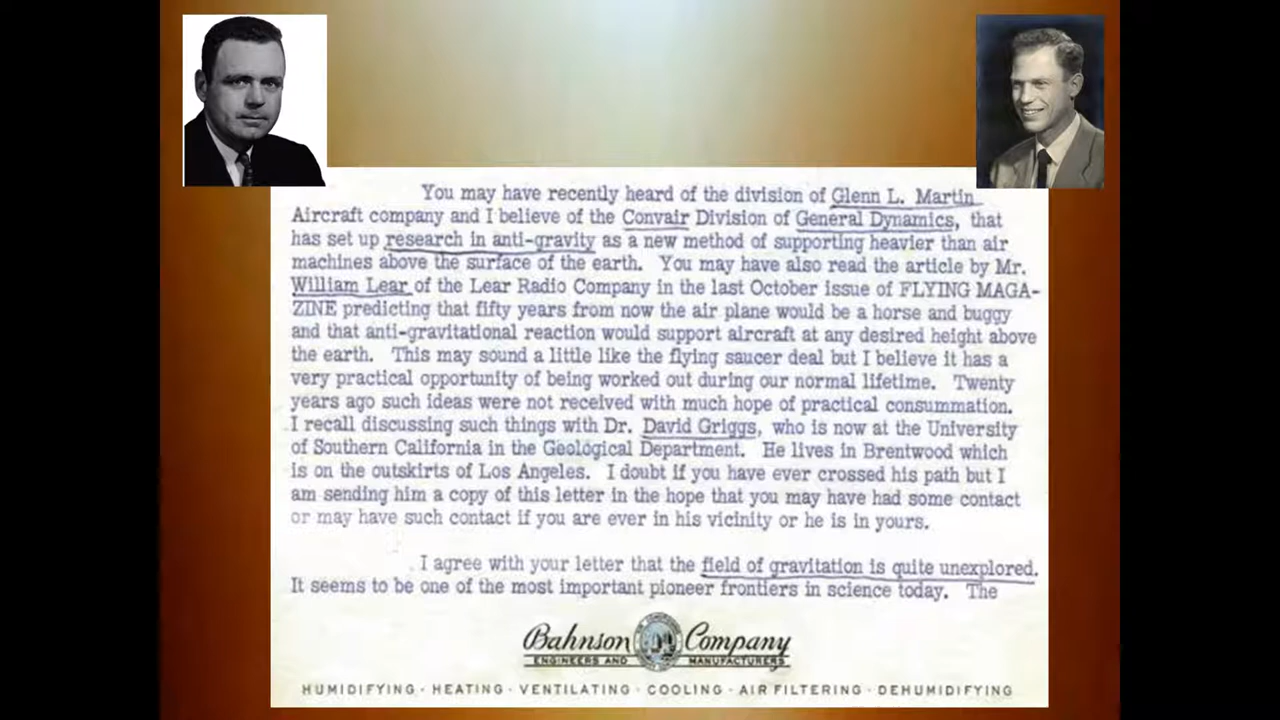 You may have recently heard of the division of Glenn L. Martin
Aircraft company and I believe of the Convair Division of General Dynamics, that
has set up research in anti-gravity as a new method of supporting heavier than air
machines above the surface of the earth. You may have also read the article by Mr.
William Lear of the Lear Radio Company in the last October issue of FLYING MAGA-
ZINE predicting that fifty years from now the air plane would be a horse and buggy
and that anti-gravitational reaction would support aircraft at any desired height above
the earth. This may sound a little like the flying saucer deal but I believe it has a
very practical opportunity of being worked out during our normal lifetime. Twenty
years ago such ideas were not received with much hope of practical consummation.
I recall discussing such things with Dr. David Griggs, who is now at the University
of Southern California in the Geological Department. He lives in Brentwood which
is on the outskirts of Los Angeles. I doubt if you have ever crossed his path but I
am sending him a copy of this letter in the hope that you may have had some contact
or may have such contact if you are ever in his vicinity or he is in yours.
I agree with your letter that the field of gravitation is quite unexplored.
It seems to be one of the most important pioneer frontiers in science today. The
Bahnson Company
ENGINEERS AND MANUFACTURERS
HUMIDIFYING · HEATING · VENTILATING · COOLING · AIR FILTERING · DEHUMIDIFYING